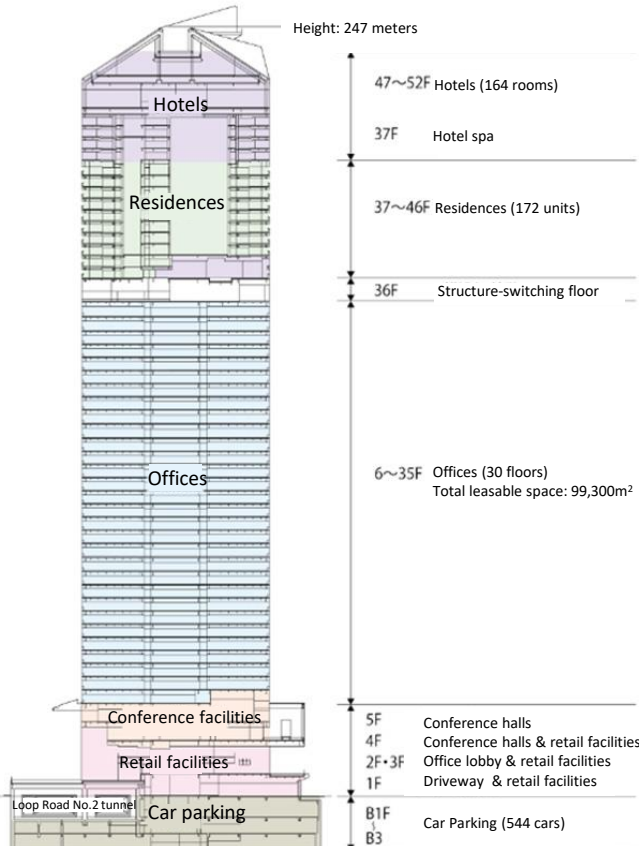 Height: 247 meters
47～52F Hotels (164 rooms)
Hotels
37F Hotel spa
Residences
37～46F Residences (172 units)
36F Structure-switching floor
Offices
6～35F Offices (30 floors)
Total leasable space: 99,300m²
Conference facilities
5F Conference halls
4F Conference halls & retail facilities
2F・3F Office lobby & retail facilities
1F Driveway & retail facilities
Retail facilities
Loop Road No.2 tunnel
Car parking
B1F
～
B3
Car Parking (544 cars)